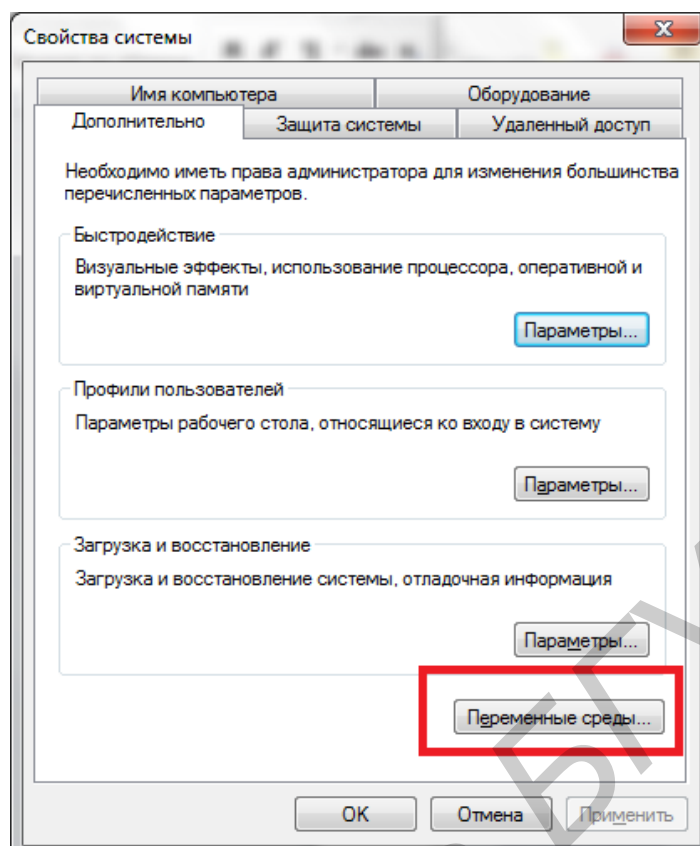 Свойства системы
Имя компьютера
Оборудование
Дополнительно
Защита системы
Удаленный доступ
Необходимо иметь права администратора для изменения большинства
перечисленных параметров.
Быстродействие
Визуальные эффекты, использование процессора, оперативной и
виртуальной памяти
Параметры...
Профили пользователей
Параметры рабочего стола, относящиеся ко входу в систему
Параметры...
Загрузка и восстановление
Загрузка и восстановление системы, отладочная информация
Параметры...
Переменные среды...
OK
Отмена
Применить
БГУ